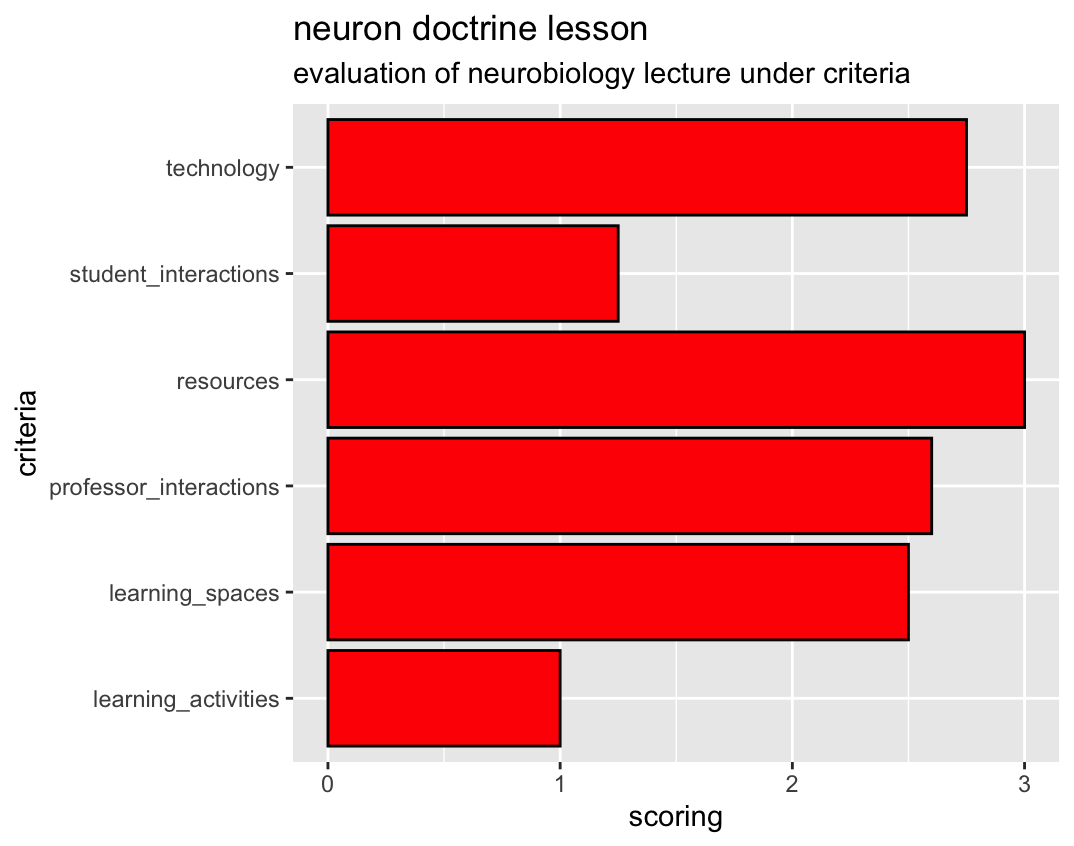 neuron doctrine lesson
evaluation of neurobiology lecture under criteria
technology
student_interactions
resources
professor_interactions
learning_spaces
learning_activities
criteria
0 1 2 3
scoring